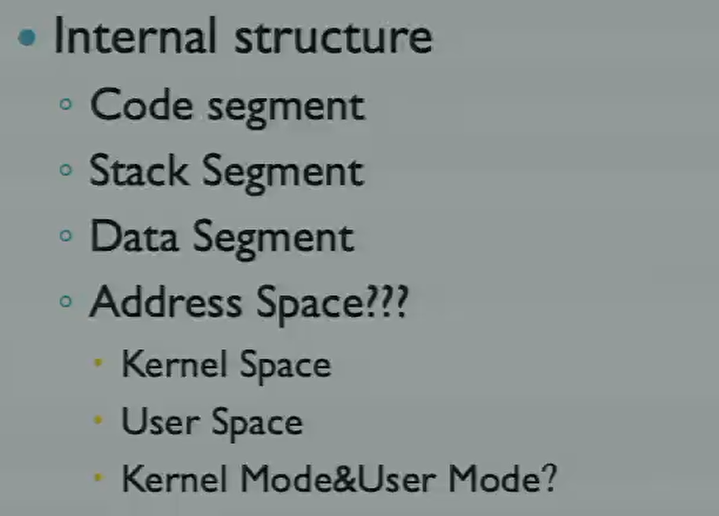 Internal structure
Code segment
Stack Segment
Data Segment
Address Space???
Kernel Space
User Space
Kernel Mode&User Mode?